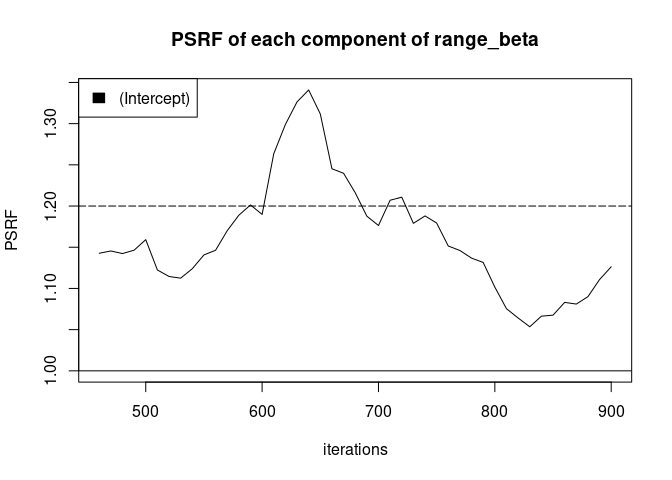 PSRF of each component of range_beta
(Intercept)
PSRF
1.30
1.20
1.10
1.00
500 600 700 800 900
iterations